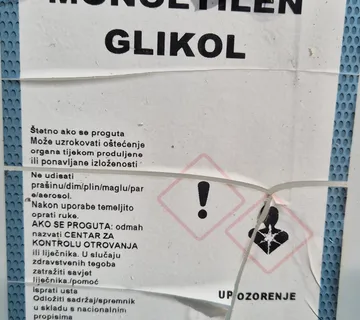 MONOETILEN
GLIKOL
Štetno ako se proguta
Može uzrokovati oštećenje
organa tijekom produljene
ili ponavljane izloženosti
Ne udisati
prašinu/dim/plin/maglu/par
e/aerosol.
Nakon uporabe temeljito
oprati ruke.
AKO SE PROGUTA: odmah
nazvati CENTAR ZA
KONTROLU OTROVANJA
ili liječnika. U slučaju
zdravstvenih tegoba
zatražiti savjet
liječnika./pomoć
isprati usta
Odložiti sadržaj/spremnik
u skladu s nacionalnim
propisima
UPOZORENJE